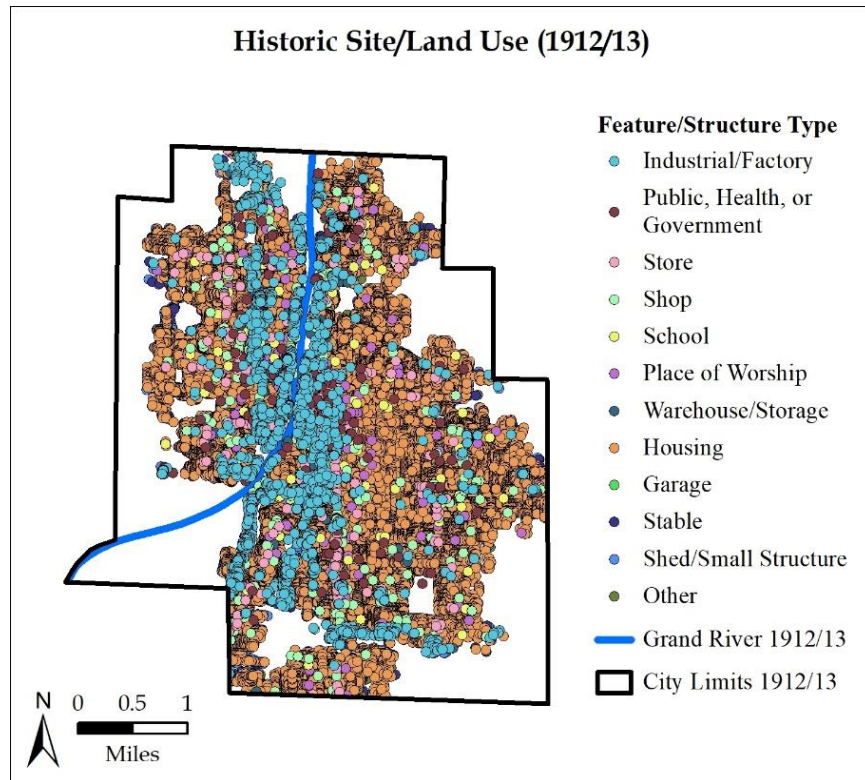 Historic Site/Land Use (1912/13)
Feature/Structure Type
Industrial/Factory
Public, Health, or
Government
Store
Shop
School
Place of Worship
Warehouse/Storage
Housing
Garage
Stable
Shed/Small Structure
Other
Grand River 1912/13
City Limits 1912/13
N
0 0.5 1
Miles